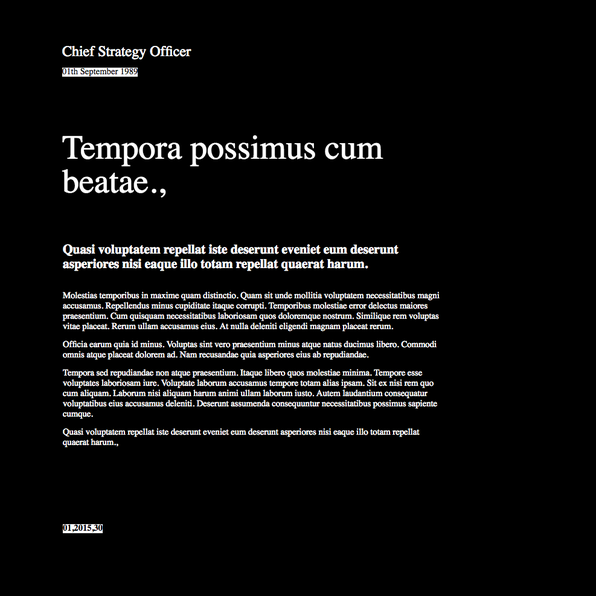 Chief Strategy Officer
01th September 1989
Tempora possimus cum
beatae.,
Quasi voluptatem repellat iste deserunt eveniet eum deserunt
asperiores nisi eaque illo totam repellat quaerat harum.
Molestias temporibus in maxime quam distinctio. Quam sit unde mollitia voluptatem necessitatibus magni
accusamus. Repellendus minus cupiditate itaque corrupti. Temporibus molestiae error delectus maiores
praesentium. Cum quisquam necessitatibus laboriosam quos doloremque nostrum. Similique rem voluptas
vitae placeat. Rerum ullam accusamus eius. At nulla deleniti eligendi magnam placeat rerum.
Officia earum quia id minus. Voluptas sint vero praesentium minus atque natus ducimus libero. Commodi
omnis atque placeat dolorem ad. Nam recusandae quia asperiores eius ab repudiandae.
Tempora sed repudiandae non atque praesentium. Itaque libero quos molestiae minima. Tempore esse
voluptates laboriosam iure. Voluptate laborum accusamus tempore totam alias ipsam. Sit ex nisi rem quo
cum aliquam. Laborum nisi aliquam harum animi ullam laborum iusto. Autem laudantium consequatur
voluptatibus eius accusamus deleniti. Deserunt assumenda consequuntur necessitatibus possimus sapiente
cumque.
Quasi voluptatem repellat iste deserunt eveniet eum deserunt asperiores nisi eaque illo totam repellat
quaerat harum.,
01,2015,30